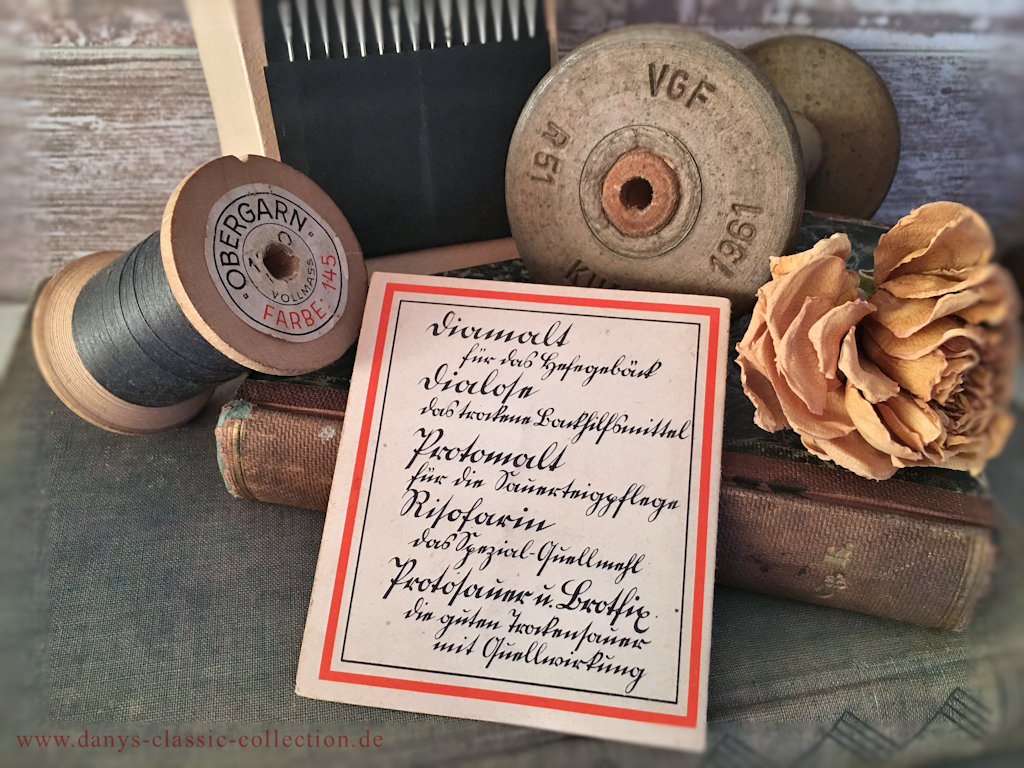 OBERGARN
VOLLMASS
FARBE: 145
VGF
R51
1961
Diamalt
für das Hefegebäck
Dialose
das trockene Backhilfsmittel
Protomalt
für die Sauerteigpflege
Risofarin
das Spezial-Quellmehl
Protosauer u. Brotfix
die guten Trockensauer
mit Quellwirkung
www.danys-classic-collection.de